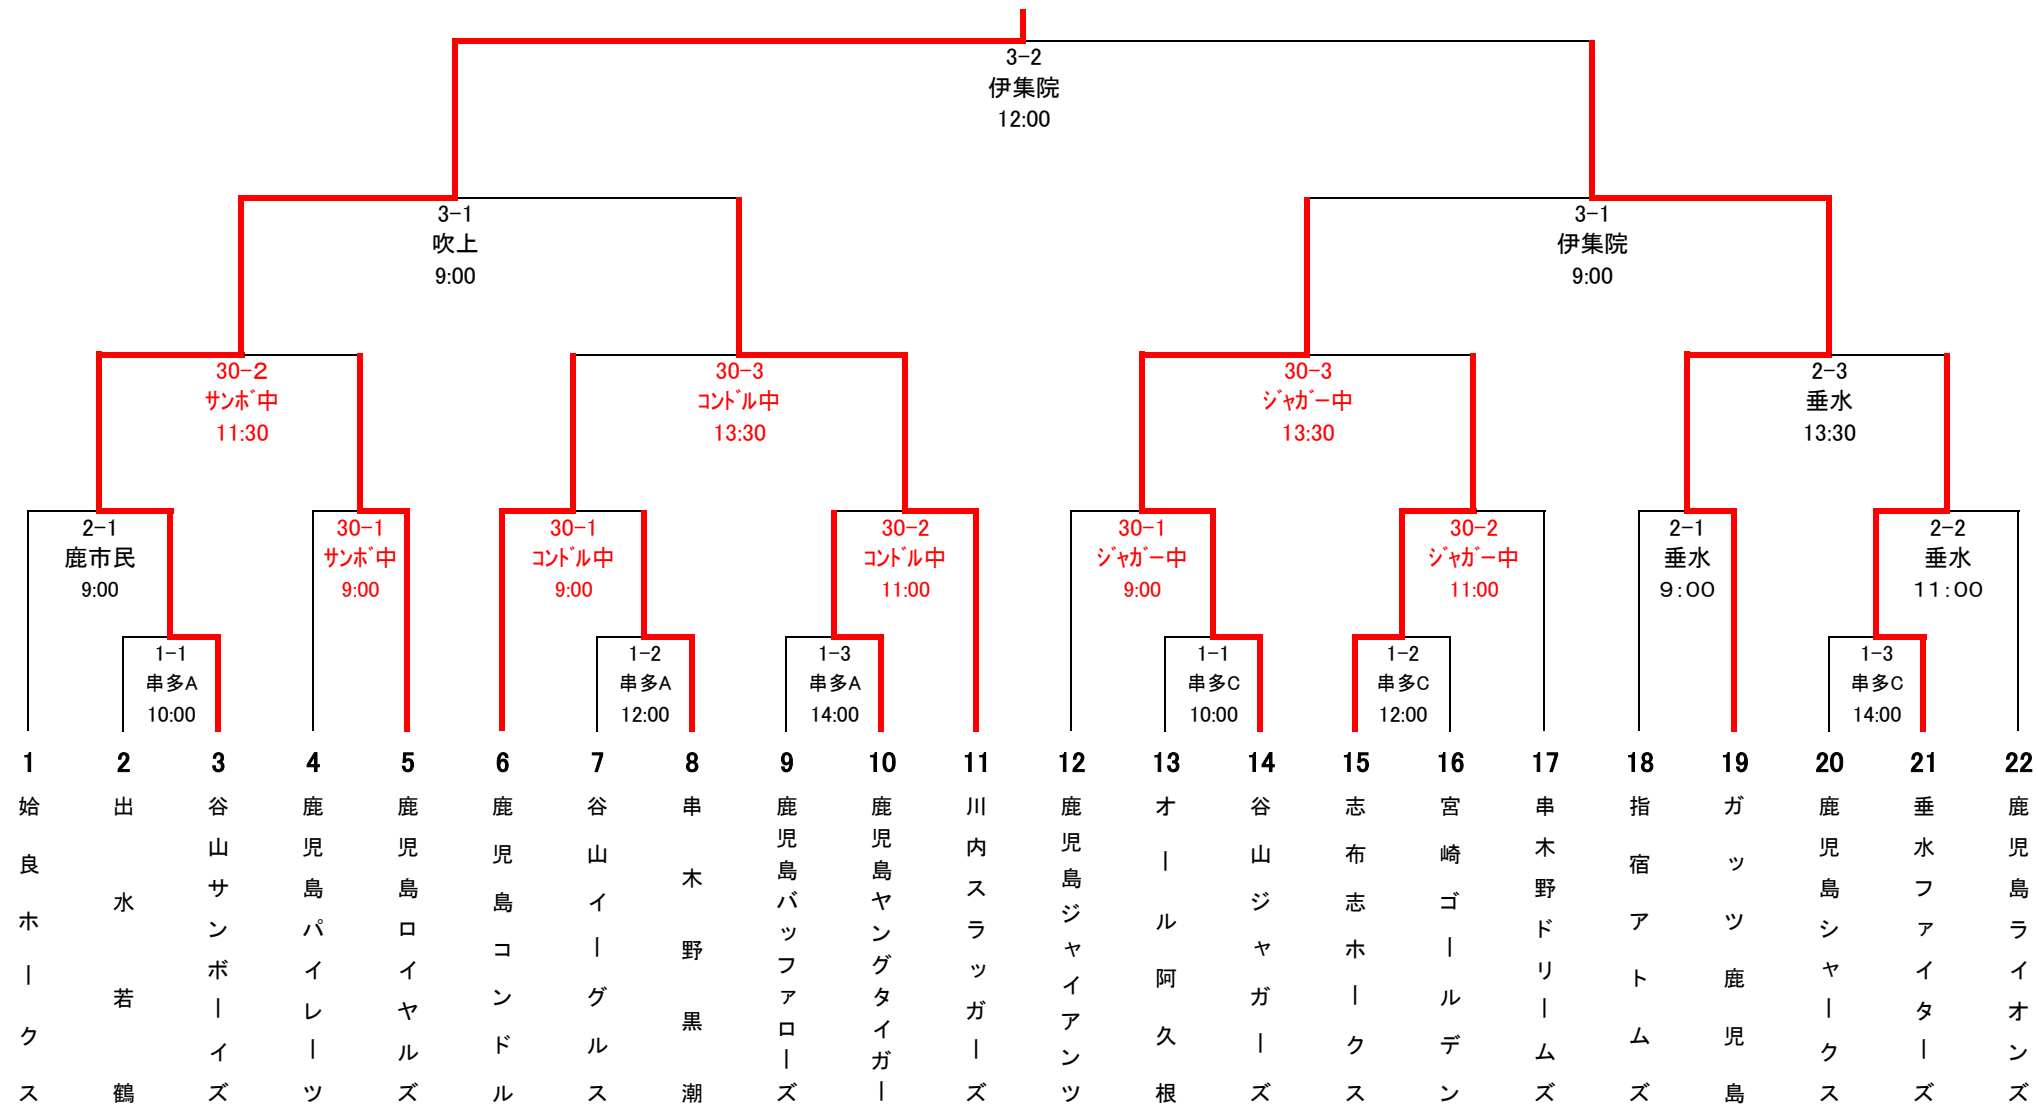 3-2
伊集院
12:00
3-1
吹上
9:00
3-1
伊集院
9:00
30-2
ｻﾝﾎﾞ中
11:30
30-3
ｺﾝﾄﾞﾙ中
13:30
30-3
ｼﾞｬｶﾞｰ中
13:30
2-3
垂水
13:30
2-1
鹿市民
9:00
30-1
ｻﾝﾎﾞ中
9:00
30-1
ｺﾝﾄﾞﾙ中
9:00
30-2
ｺﾝﾄﾞﾙ中
11:00
30-1
ｼﾞｬｶﾞｰ中
9:00
30-2
ｼﾞｬｶﾞｰ中
11:00
2-1
垂水
９：００
2-2
垂水
１１：００
1-1
串多A
10:00
1-2
串多A
12:00
1-3
串多A
14:00
1-1
串多C
10:00
1-2
串多C
12:00
1-3
串多C
14:00
1
姶良ホークス
2
出水若鶴
3
谷山サンボーイズ
4
鹿児島パイレーツ
5
鹿児島ロイヤルズ
6
鹿児島コンドル
7
谷山イーグルス
8
串木野黒潮
9
鹿児島バッファローズ
10
鹿児島ヤングタイガー
11
川内スラッガーズ
12
鹿児島ジャイアンツ
13
オール阿久根
14
谷山ジャガーズ
15
志布志ホークス
16
宮崎ゴールデン
17
串木野ドリームズ
18
指宿アトムズ
19
ガッツ鹿児島
20
鹿児島シャークス
21
垂水ファイターズ
22
鹿児島ライオンズ